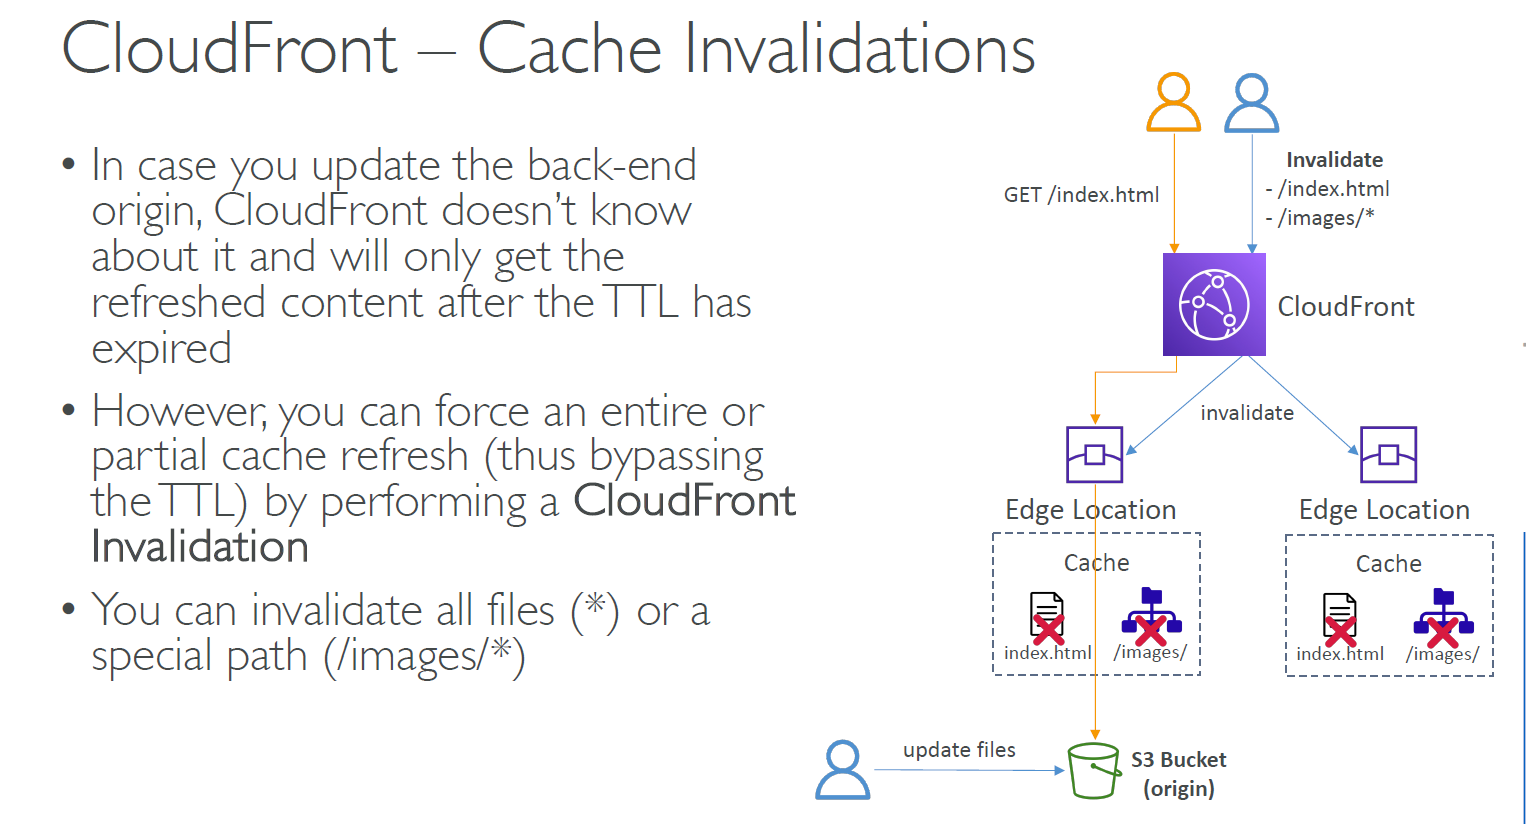 CloudFront – Cache Invalidations
• In case you update the back-end
origin, CloudFront doesn't know
about it and will only get the
refreshed content after the TTL has
expired
• However, you can force an entire or
partial cache refresh (thus bypassing
the TTL) by performing a CloudFront
Invalidation
• You can invalidate all files (*) or a
special path (/images/*)
GET /index.html
Invalidate
- /index.html
- /images/*
CloudFront
invalidate
Edge Location
Edge Location
Cache
Cache
index.html
/images/
index.html
/images/
update files
S3 Bucket
(origin)